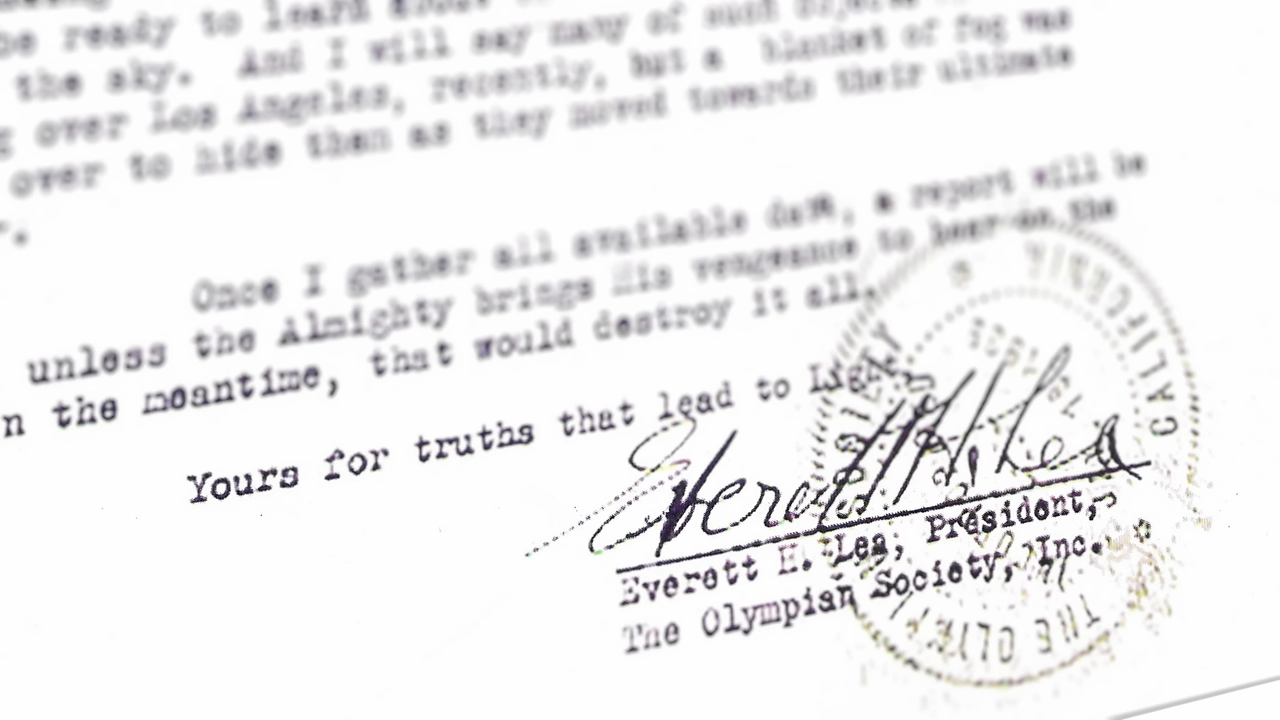 be ready to learn about
the sky. And I will say many of such objects
over Los Angeles, recently, but a blanket of fog was
over to hide them as they moved towards their ultimate
Once I gather all available data, a report will be
unless the Almighty brings His vengeance to bear on the
n the meantime, that would destroy it all.
Yours for truths that lead to Light,
Everett H. Lea
Everett H. Lea, President,
The Olympian Society, Inc.
CALIFORNIA
THE OLYMPIAN SOCIETY